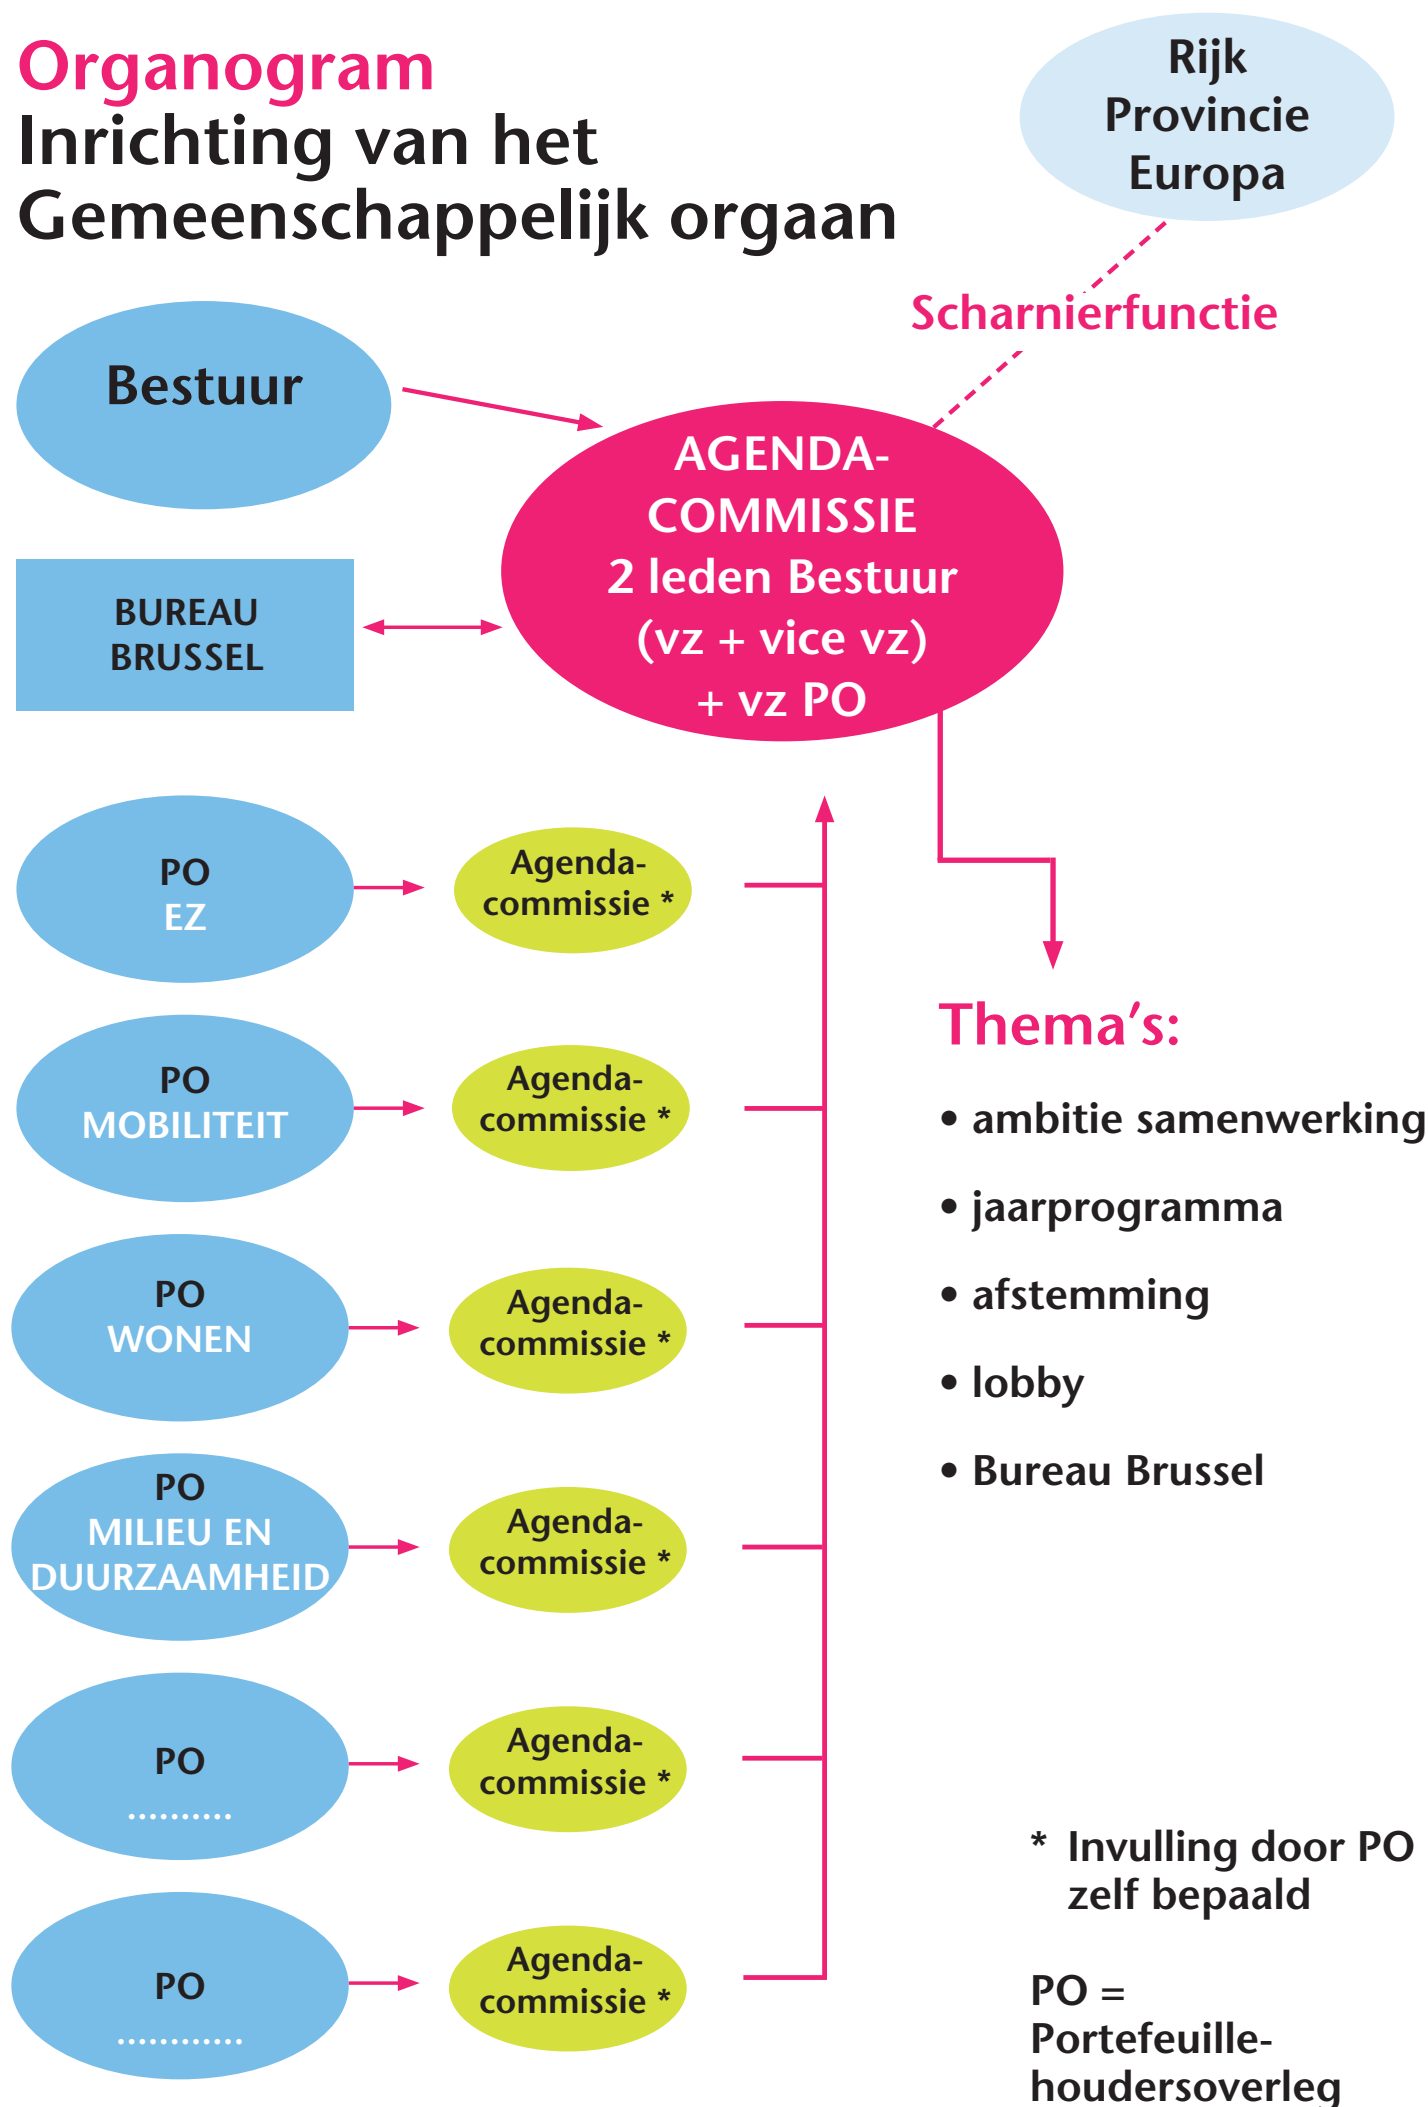 Organogram
Inrichting van het
Gemeenschappelijk orgaan
Rijk
Provincie
Europa
Scharnierfunctie
Bestuur
AGENDA-
COMMISSIE
2 leden Bestuur
(vz + vice vz)
+ vz PO
BUREAU
BRUSSEL
PO
EZ
Agenda-
commissie *
PO
MOBILITEIT
Agenda-
commissie *
PO
WONEN
Agenda-
commissie *
PO
MILIEU EN
DUURZAAMHEID
Agenda-
commissie *
PO
..........
Agenda-
commissie *
PO
............
Agenda-
commissie *
Thema's:
• ambitie samenwerking
• jaarprogramma
• afstemming
• lobby
• Bureau Brussel
* Invulling door PO
zelf bepaald
PO =
Portefeuille-
houdersoverleg